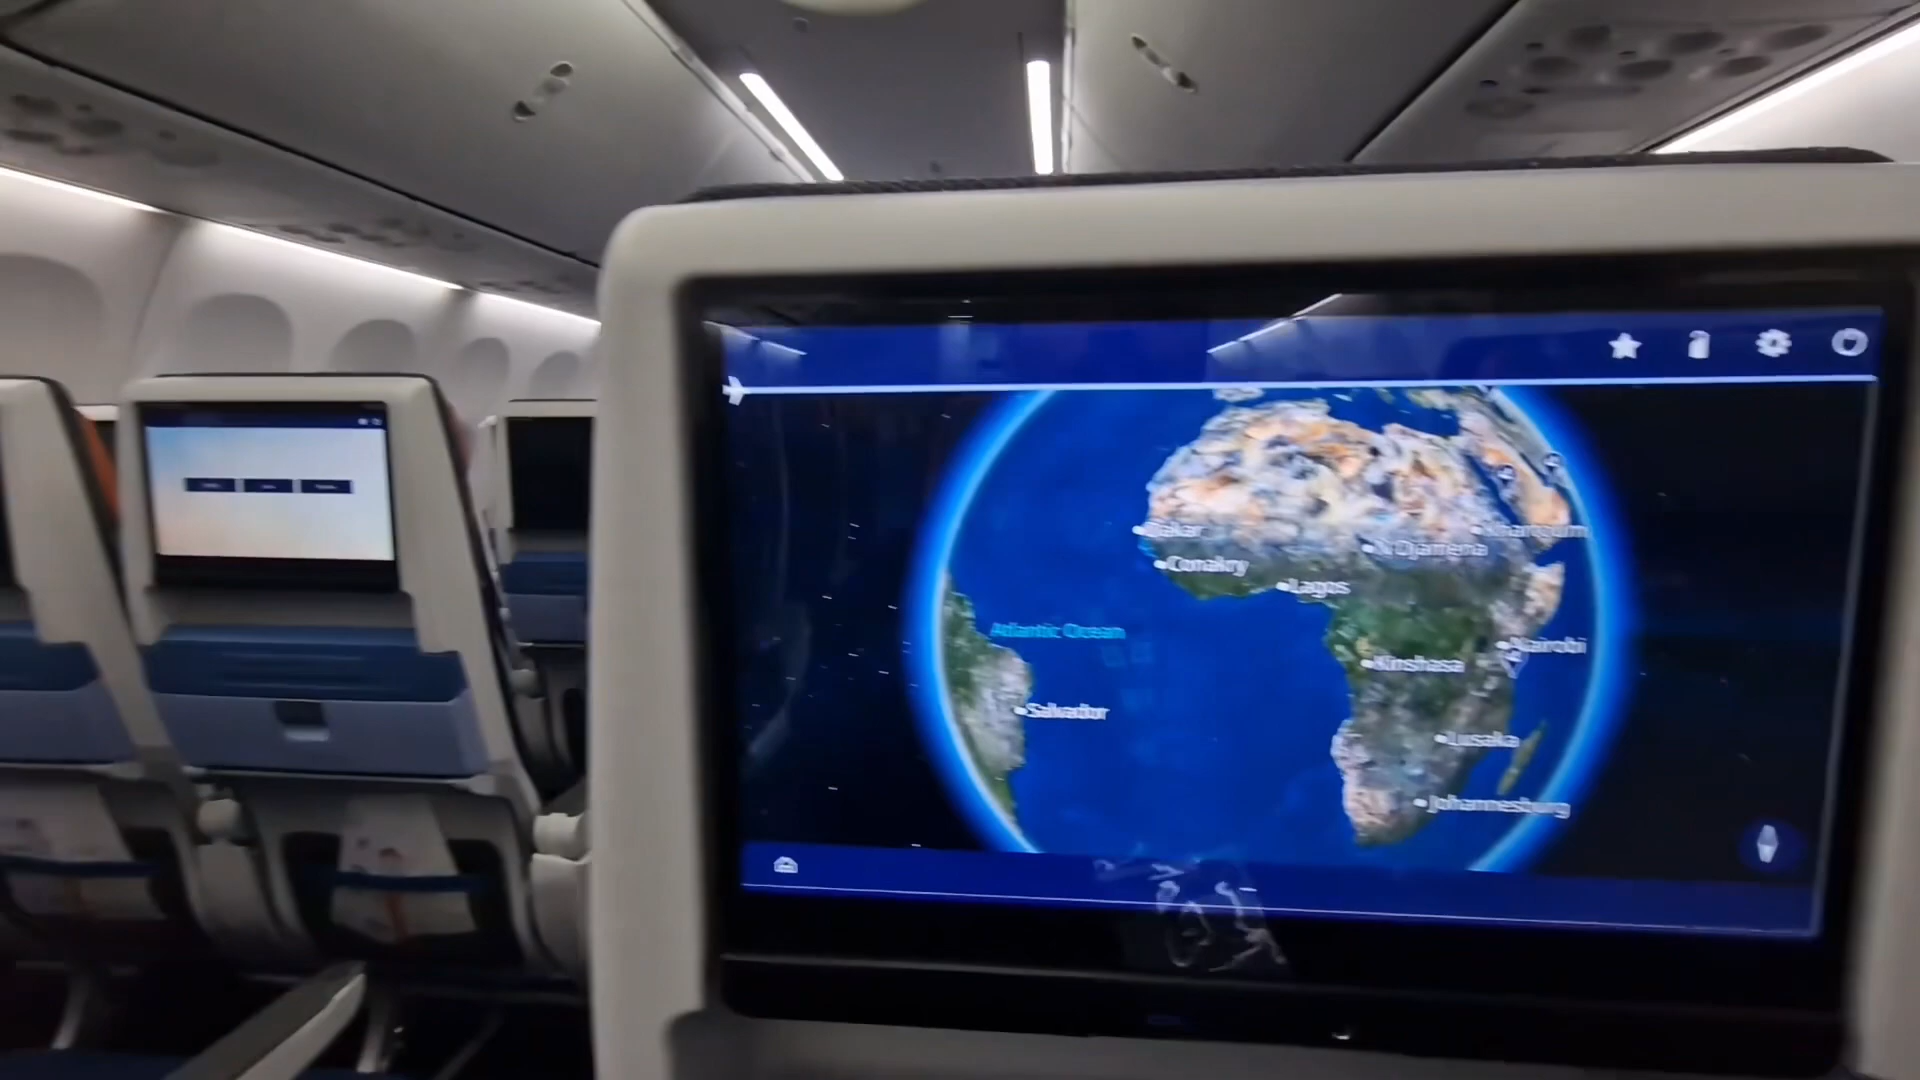 Dakar
Khartoum
N'Djamena
Conakry
Lagos
Atlantic Ocean
Nairobi
Kinshasa
Salvador
Lusaka
Johannesburg